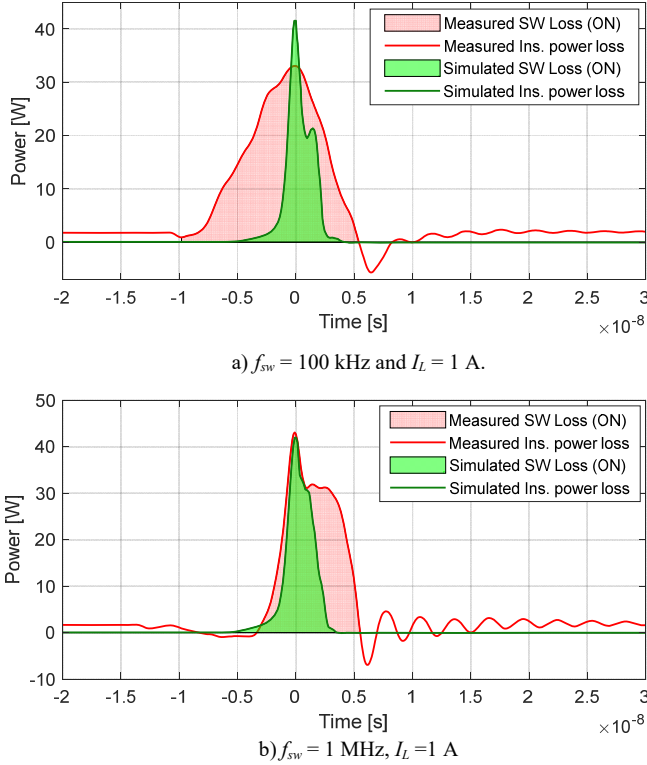 Measured SW Loss (ON)
Measured Ins. power loss
Simulated SW Loss (ON)
Simulated Ins. power loss
Power [W]
40
30
20
10
0
-2 -1.5 -1 -0.5 0 0.5 1 1.5 2 2.5 3
Time [s]
×10⁻⁸
a) fsw = 100 kHz and IL = 1 A.
Measured SW Loss (ON)
Measured Ins. power loss
Simulated SW Loss (ON)
Simulated Ins. power loss
Power [W]
50
40
30
20
10
0
-10
-2 -1.5 -1 -0.5 0 0.5 1 1.5 2 2.5 3
Time [s]
×10⁻⁸
b) fsw = 1 MHz, IL =1 A